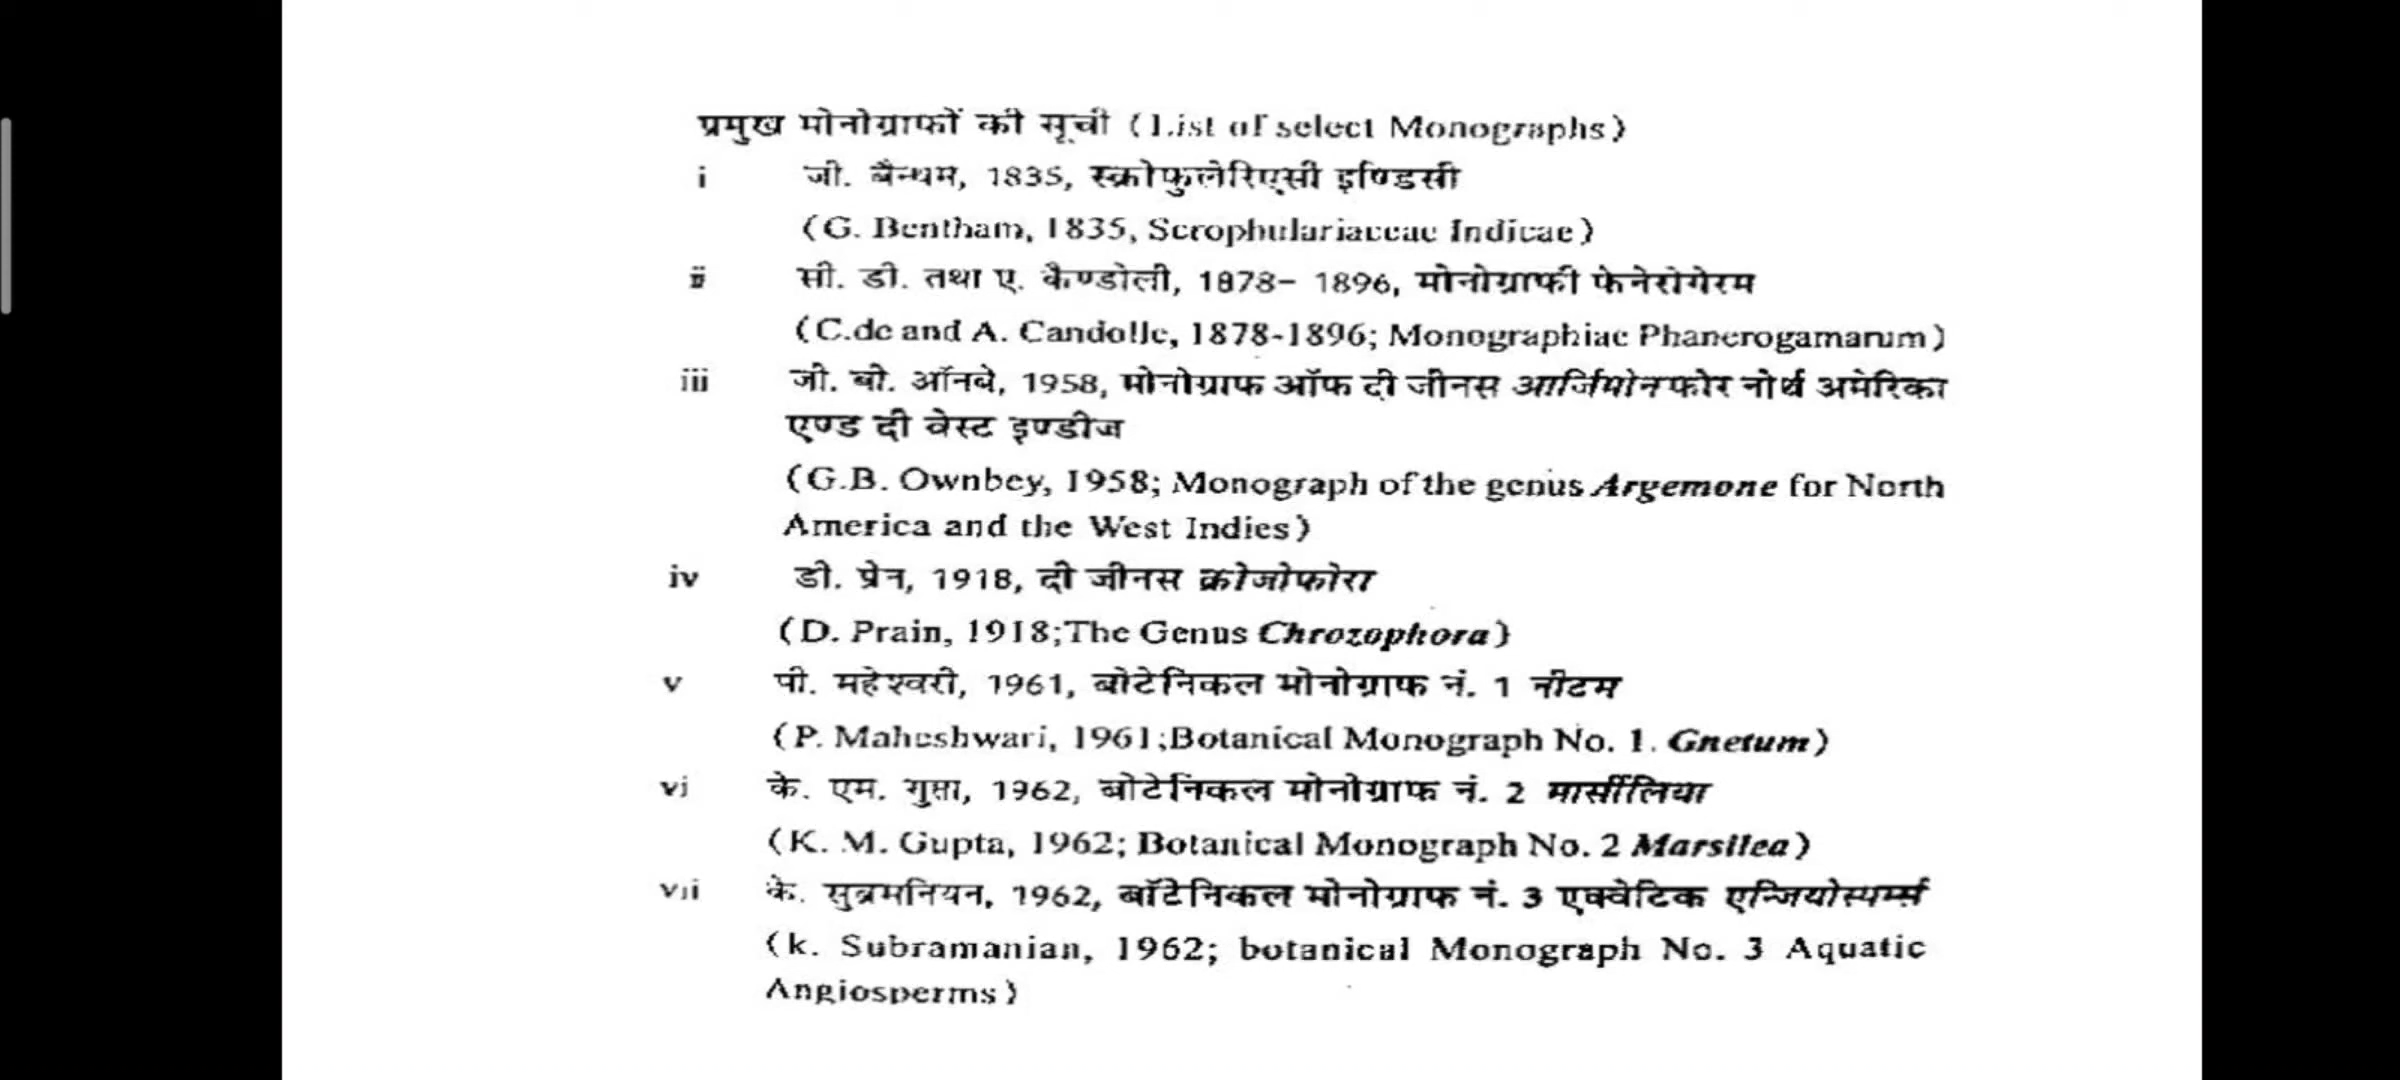 प्रमुख मोनोग्राफों की सूची (List of select Monographs)
i जी. बैन्थम, 1835, स्क्रोफुलेरिएसी इण्डिसी
(G. Bentham, 1835, Scrophulariaceae Indicae)
ii सी. डी. तथा ए. कैण्डोली, 1878- 1896, मोनोग्राफी फेनेरोगेरम
(C.de and A. Candolle, 1878-1896; Monographiae Phanerogamarum)
iii जी. बी. ऑनबे, 1958, मोनोग्राफ ऑफ दी जीनस आर्जिमोन फोर नोर्थ अमेरिका
एण्ड दी वेस्ट इण्डीज
(G.B. Ownbey, 1958; Monograph of the genus Argemone for North
America and the West Indies)
iv डी. प्रेन, 1918, दी जीनस क्रोजोफोरा
(D. Prain, 1918;The Genus Chrozophora)
v पी. महेश्वरी, 1961, बोटेनिकल मोनोग्राफ नं. 1 नीटम
(P. Maheshwari, 1961;Botanical Monograph No. 1. Gnetum)
vi के. एम. गुप्ता, 1962, बोटेनिकल मोनोग्राफ नं. 2 मार्सीलिया
(K. M. Gupta, 1962; Botanical Monograph No. 2 Marsilea)
vii के. सुब्रमनियन, 1962, बॉटेनिकल मोनोग्राफ नं. 3 एक्वेटिक एन्जियोस्पर्म्स
(k. Subramanian, 1962; botanical Monograph No. 3 Aquatic
Angiosperms)